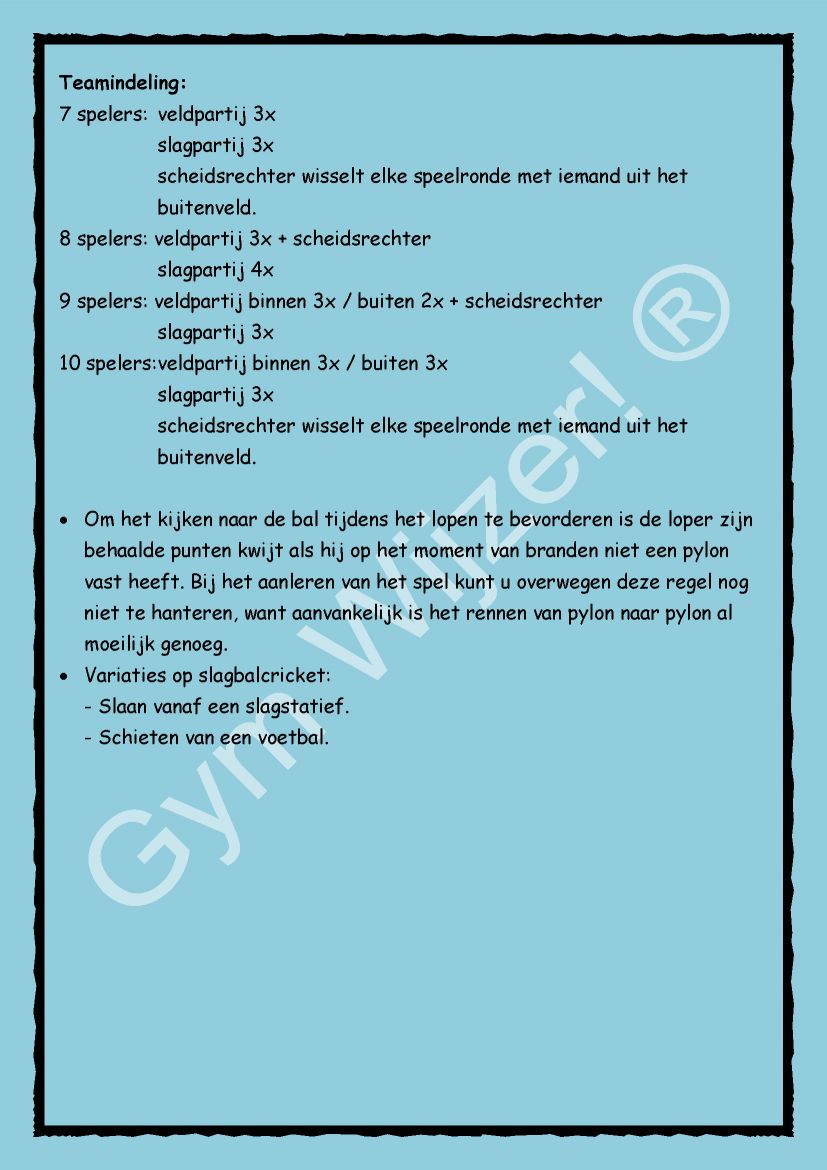 Teamindeling:
7 spelers: veldpartij 3x
slagpartij 3x
scheidsrechter wisselt elke speelronde met iemand uit het
buitenveld.
8 spelers: veldpartij 3x + scheidsrechter
slagpartij 4x
9 spelers: veldpartij binnen 3x / buiten 2x + scheidsrechter
slagpartij 3x
10 spelers:veldpartij binnen 3x / buiten 3x
slagpartij 3x
scheidsrechter wisselt elke speelronde met iemand uit het
buitenveld.
• Om het kijken naar de bal tijdens het lopen te bevorderen is de loper zijn
behaalde punten kwijt als hij op het moment van branden niet een pylon
vast heeft. Bij het aanleren van het spel kunt u overwegen deze regel nog
niet te hanteren, want aanvankelijk is het rennen van pylon naar pylon al
moeilijk genoeg.
• Variaties op slagbalcricket:
- Slaan vanaf een slagstatief.
- Schieten van een voetbal.
Gym Wijzer! ®